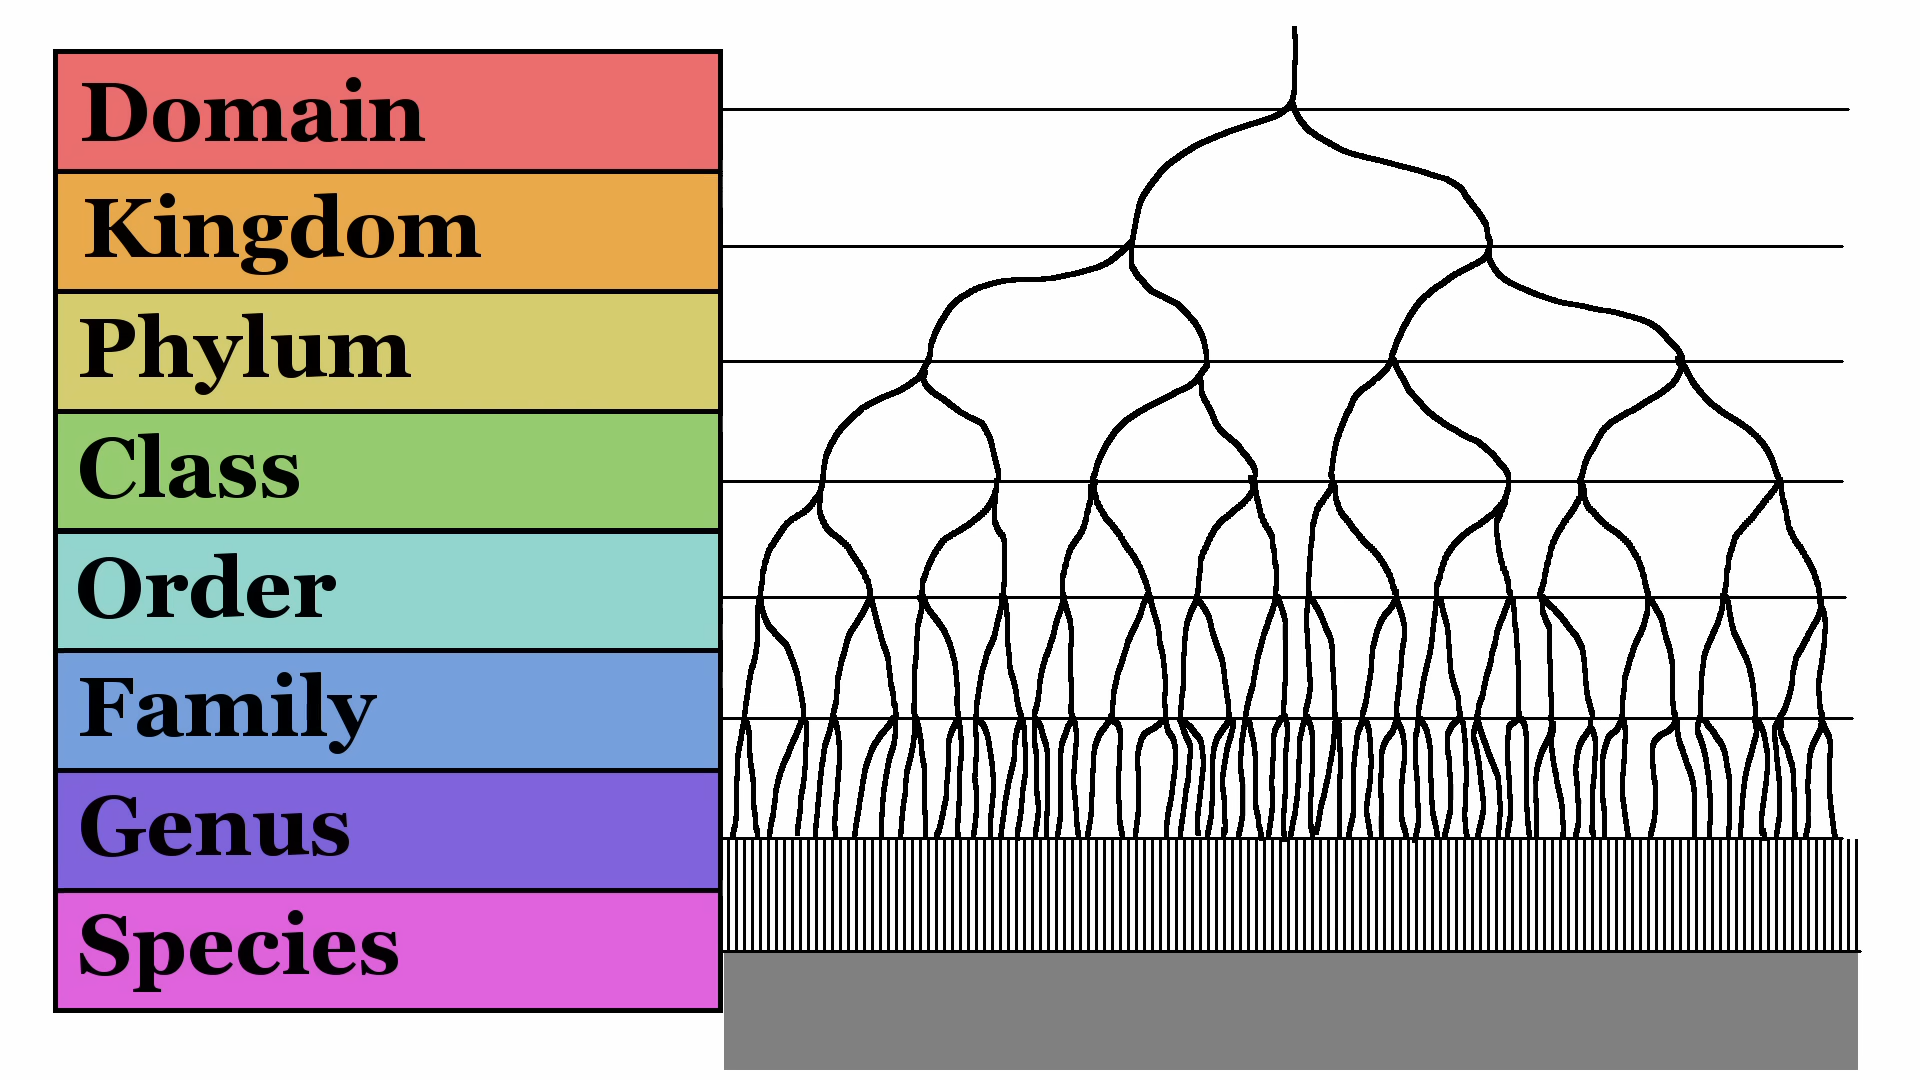 Domain
Kingdom
Phylum
Class
Order
Family
Genus
Species